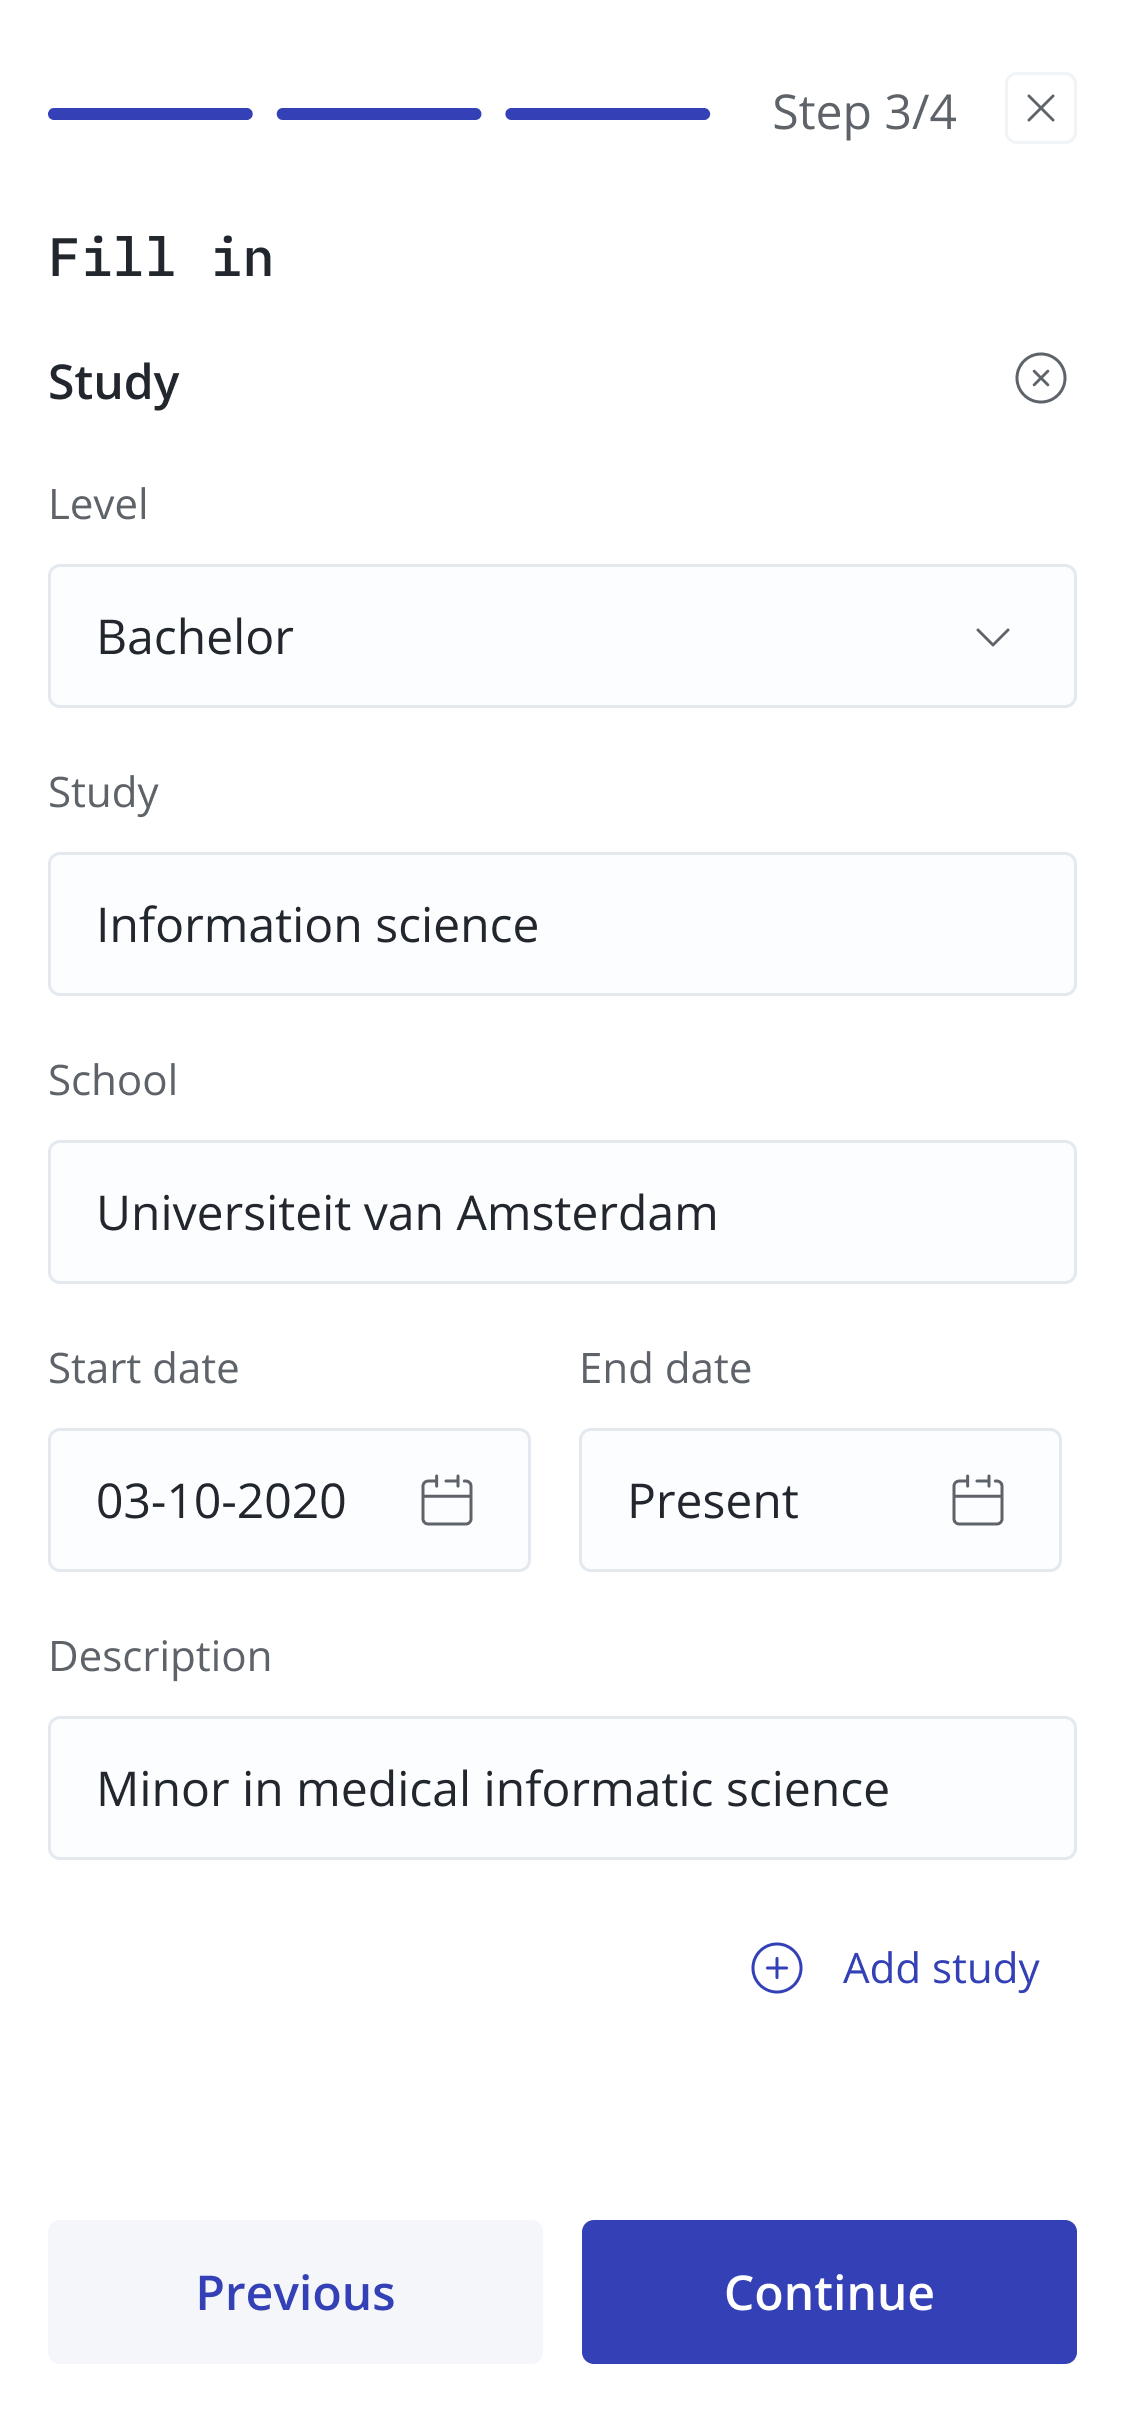 Step 3/4
Fill in
Study
Level
Bachelor
Study
Information science
School
Universiteit van Amsterdam
Start date End date
03-10-2020 Present
Description
Minor in medical informatic science
Add study
Previous Continue